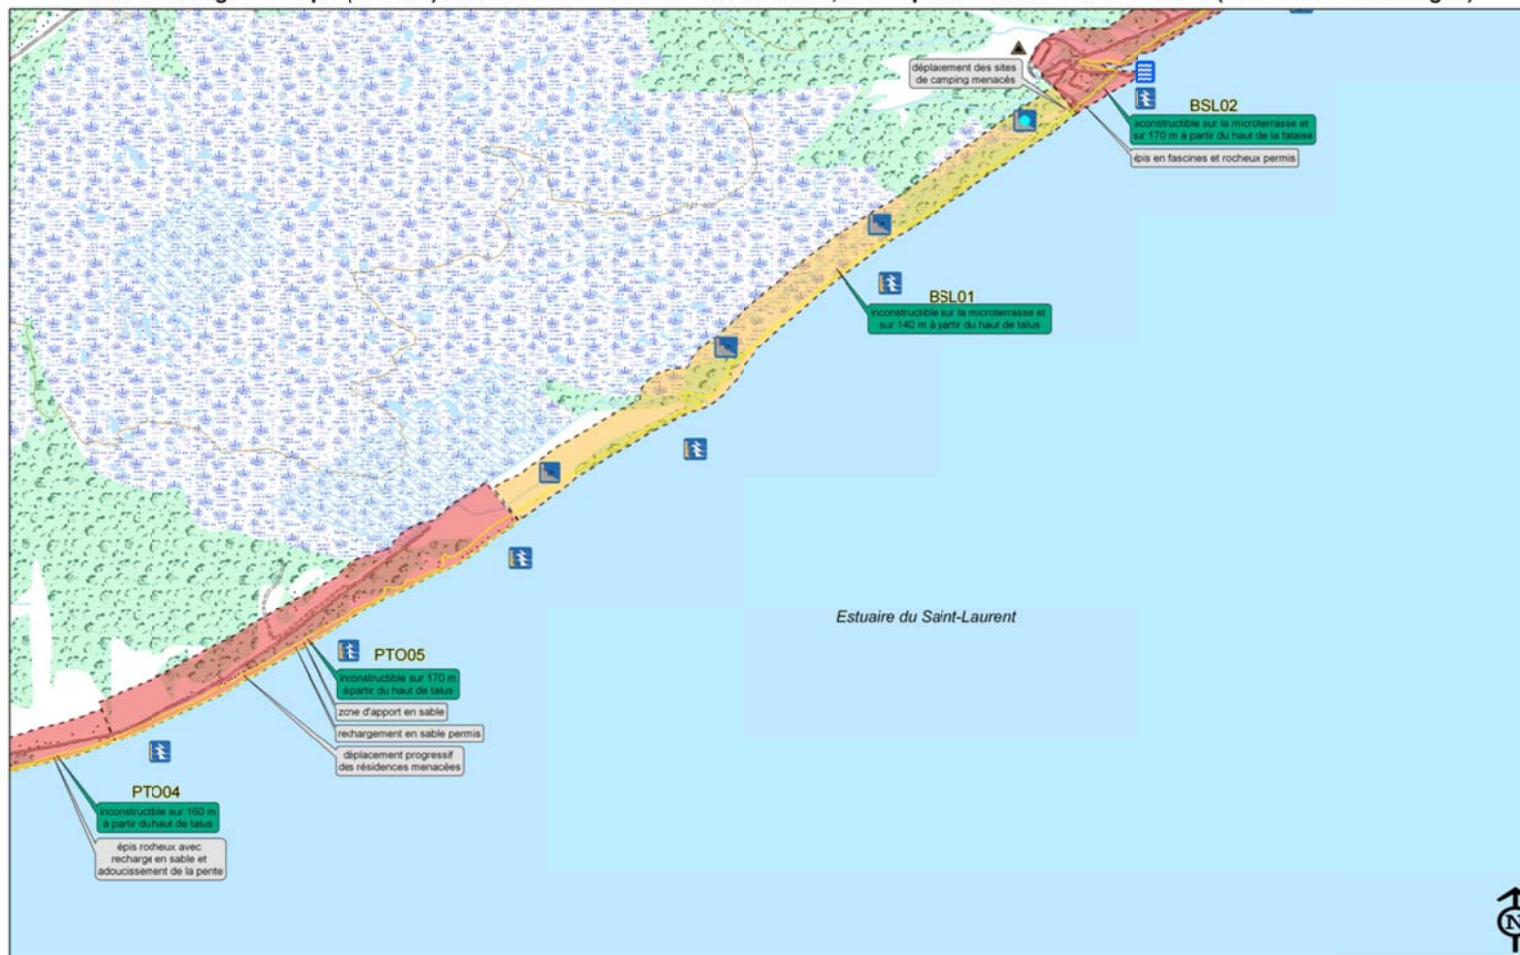 déplacement des sites
de camping menacés
BSL02
inconstructible sur la microterrasse et
sur 170 m à partir du haut de la falaise
épis en fascines et rocheux permis
BSL01
inconstructible sur la microterrasse et
sur 140 m à partir du haut de talus
Estuaire du Saint-Laurent
PTO05
inconstructible sur 170 m
à partir du haut de talus
zone d'apport en sable
rechargement en sable permis
déplacement progressif
des résidences menacées
PTO04
inconstructible sur 160 m
à partir du haut de talus
épis rocheux avec
recharge en sable et
adoucissement de la pente
N